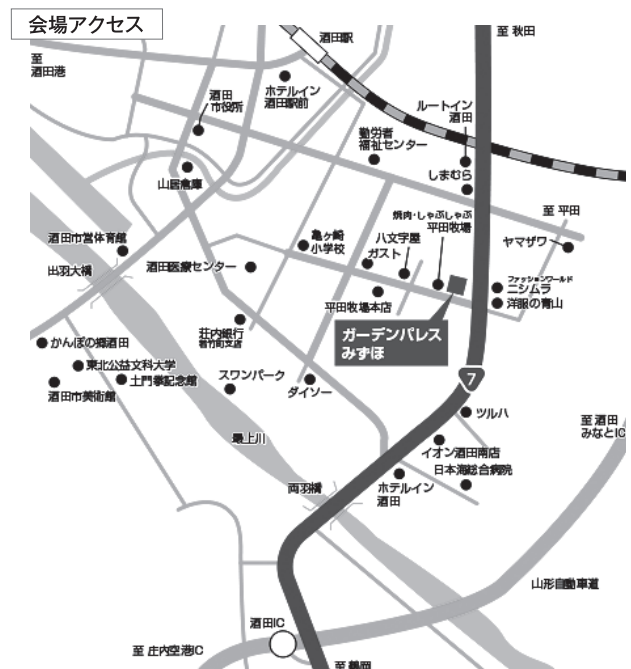 会場アクセス
至 秋田
酒田駅
至
酒田港
ホテルイン
酒田駅前
酒田
市役所
ルートイン
酒田
勤労者
福祉センター
しまむら
山居倉庫
至 平田
焼肉・しゃぶしゃぶ
平田牧場
八文字屋
ガスト
亀ヶ崎
小学校
ヤマザワ
酒田市営体育館
出羽大橋
酒田医療センター
ファッションワールド
ニシムラ
洋服の青山
平田牧場本店
荘内銀行
若竹町支店
ガーデンパレス
みずほ
かんぽの郷酒田
東北公益文科大学
土門拳記念館
酒田市美術館
スワンパーク
ダイソー
7
ツルハ
至 酒田
みなとIC
イオン酒田南店
日本海総合病院
最上川
両羽橋
ホテルイン
酒田
山形自動車道
酒田IC
至 庄内空港IC
至 鶴岡